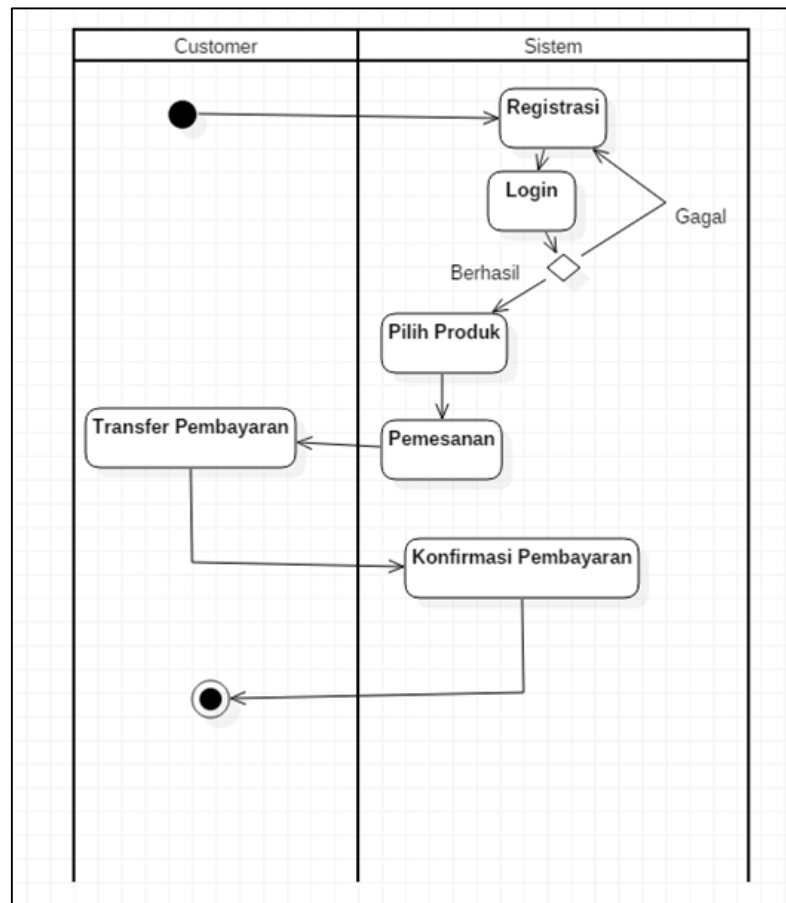 Customer
Sistem
Registrasi
Login
Gagal
Berhasil
Pilih Produk
Transfer Pembayaran
Pemesanan
Konfirmasi Pembayaran